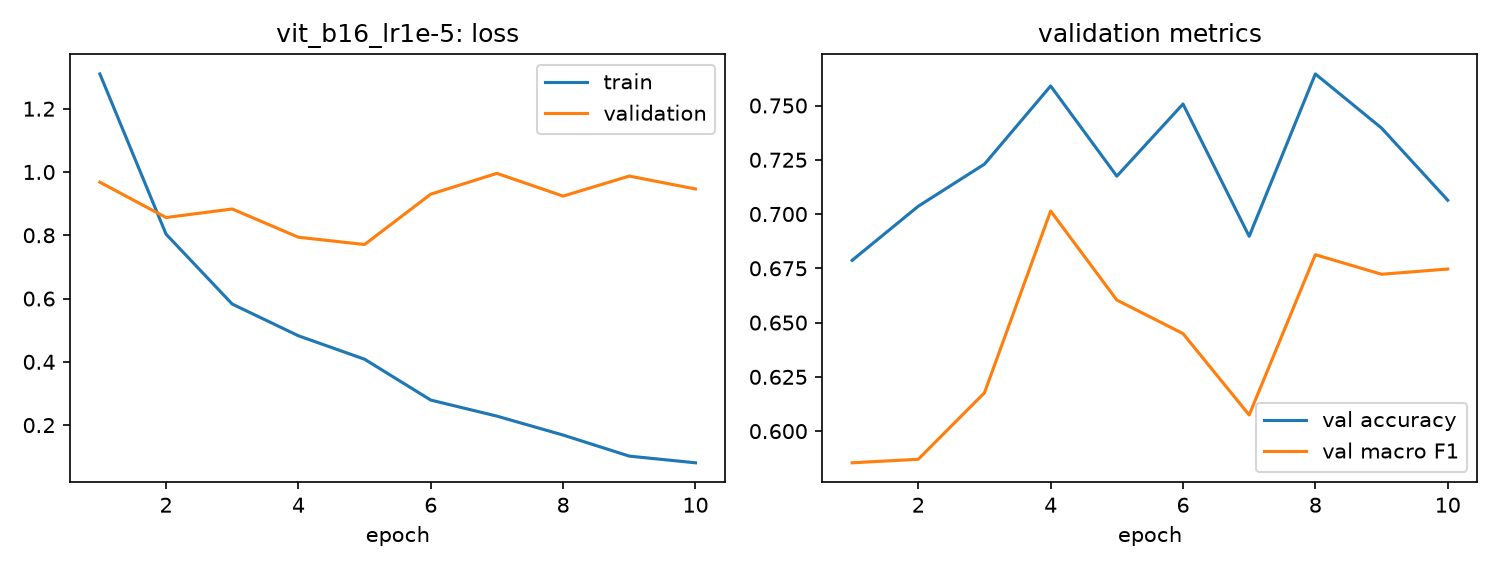 vit_b16_lr1e-5: loss
train
validation
1.2
1.0
0.8
0.6
0.4
0.2
2 4 6 8 10
epoch
validation metrics
0.750
0.725
0.700
0.675
0.650
0.625
0.600
val accuracy
val macro F1
2 4 6 8 10
epoch